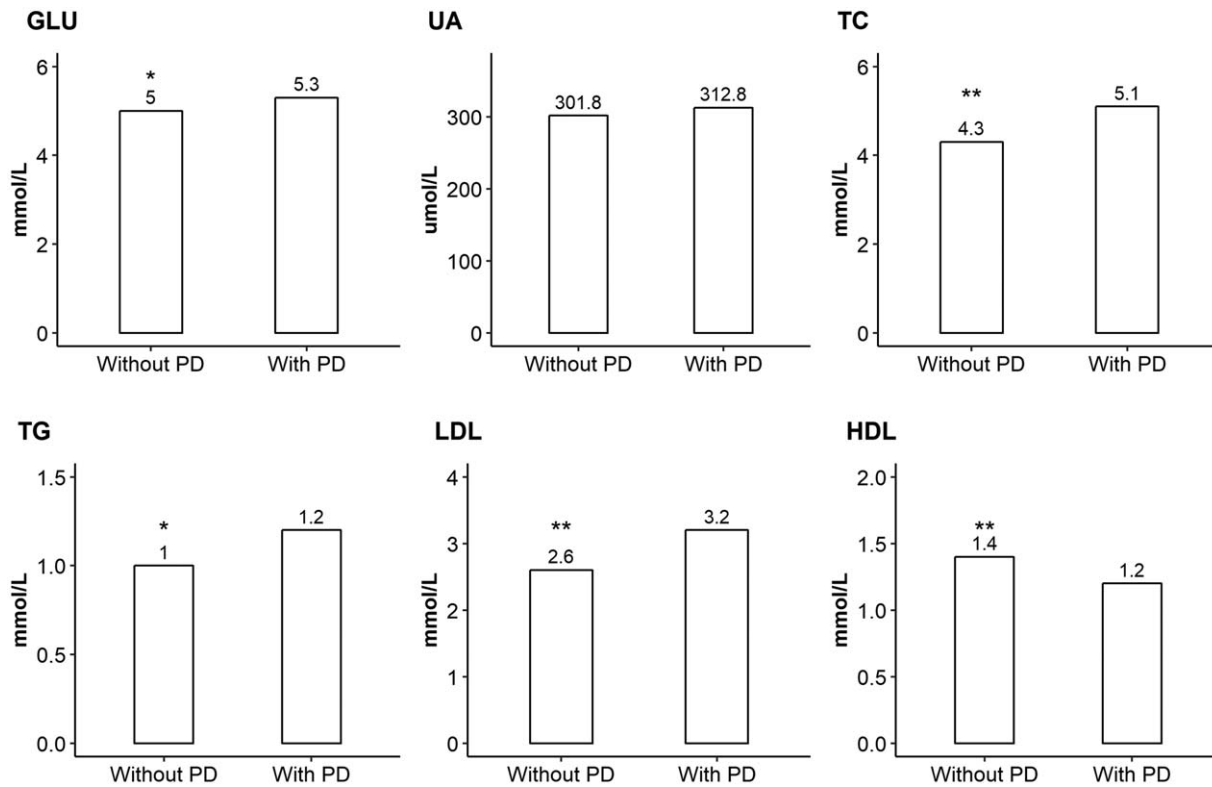 GLU
6
4
2
0
mmol/L
*
5
5.3
Without PD
With PD
UA
300
200
100
0
umol/L
301.8
312.8
Without PD
With PD
TC
6
4
2
0
mmol/L
**
4.3
5.1
Without PD
With PD
TG
1.5
1.0
0.5
0.0
mmol/L
*
1
1.2
Without PD
With PD
LDL
4
3
2
1
0
mmol/L
**
2.6
3.2
Without PD
With PD
HDL
2.0
1.5
1.0
0.5
0.0
mmol/L
**
1.4
1.2
Without PD
With PD